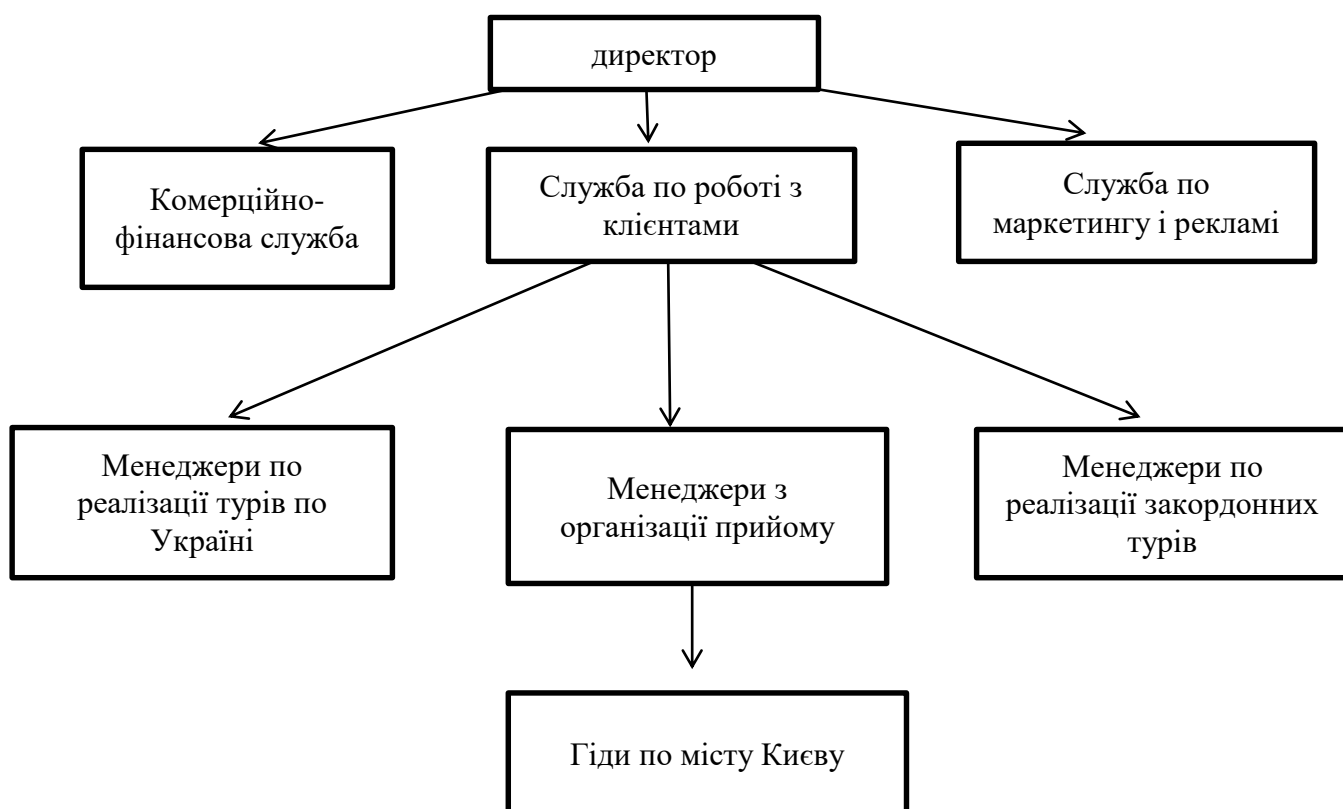 директор
Комерційно-
фінансова служба
Служба по роботі з
клієнтами
Служба по
маркетингу і рекламі
Менеджери по
реалізації турів по
Україні
Менеджери з
організації прийому
Менеджери по
реалізації закордонних
турів
Гіди по місту Києву